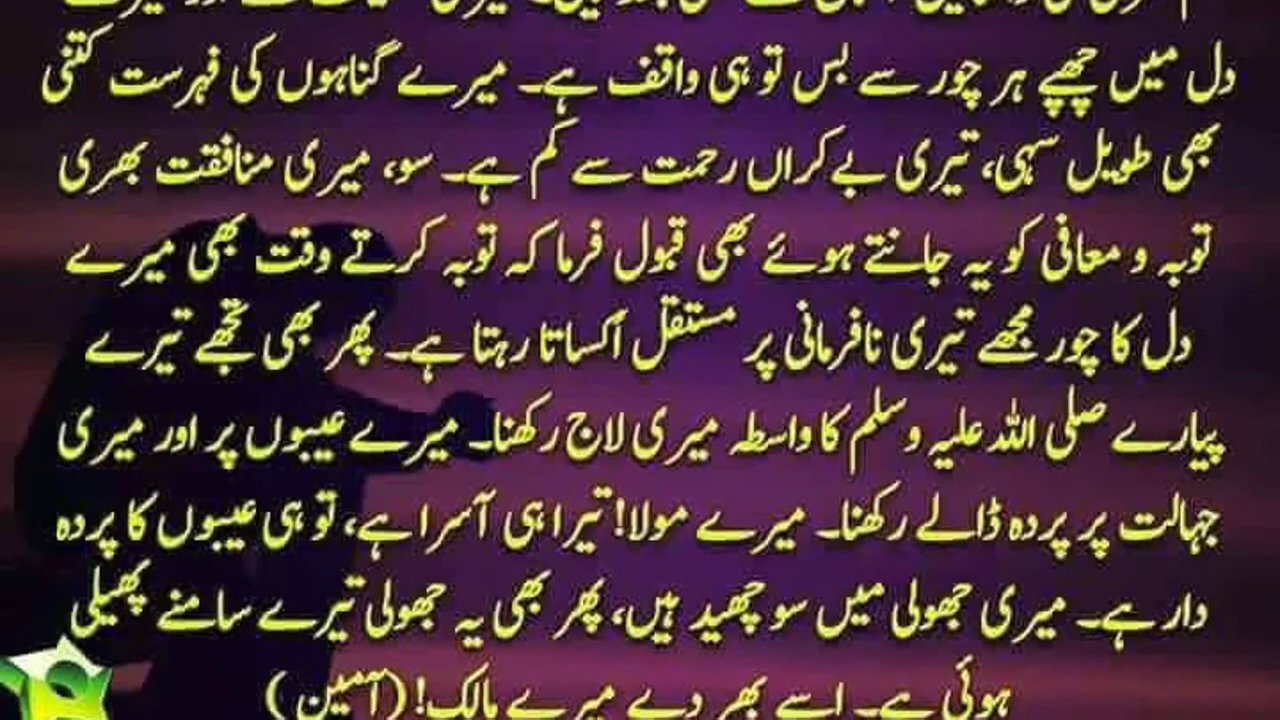 دل میں چھپے ہر چور سے بس تو ہی واقف ہے۔ میرے گناہوں کی فہرست کتنی
بھی طویل سہی، تیری بے کراں رحمت سے کم ہے۔ سو، میری منافقت بھری
توبہ و معافی کو یہ جانتے ہوئے بھی قبول فرما کہ توبہ کرتے وقت بھی میرے
دل کا چور مجھے تیری نافرمانی پر مستقل اُکساتا رہتا ہے۔ پھر بھی تجھے تیرے
پیارے صلی اللہ علیہ وسلم کا واسطہ میری لاج رکھنا۔ میرے عیبوں پر اور میری
جہالت پر پردہ ڈالے رکھنا۔ میرے مولا! تیرا ہی آسرا ہے، تو ہی عیبوں کا پردہ
دار ہے۔ میری جھولی میں سو چھید ہیں، پھر بھی یہ جھولی تیرے سامنے پھیلی
ہوئی ہے۔ اسے بھر دے میرے مالک! (آمین)